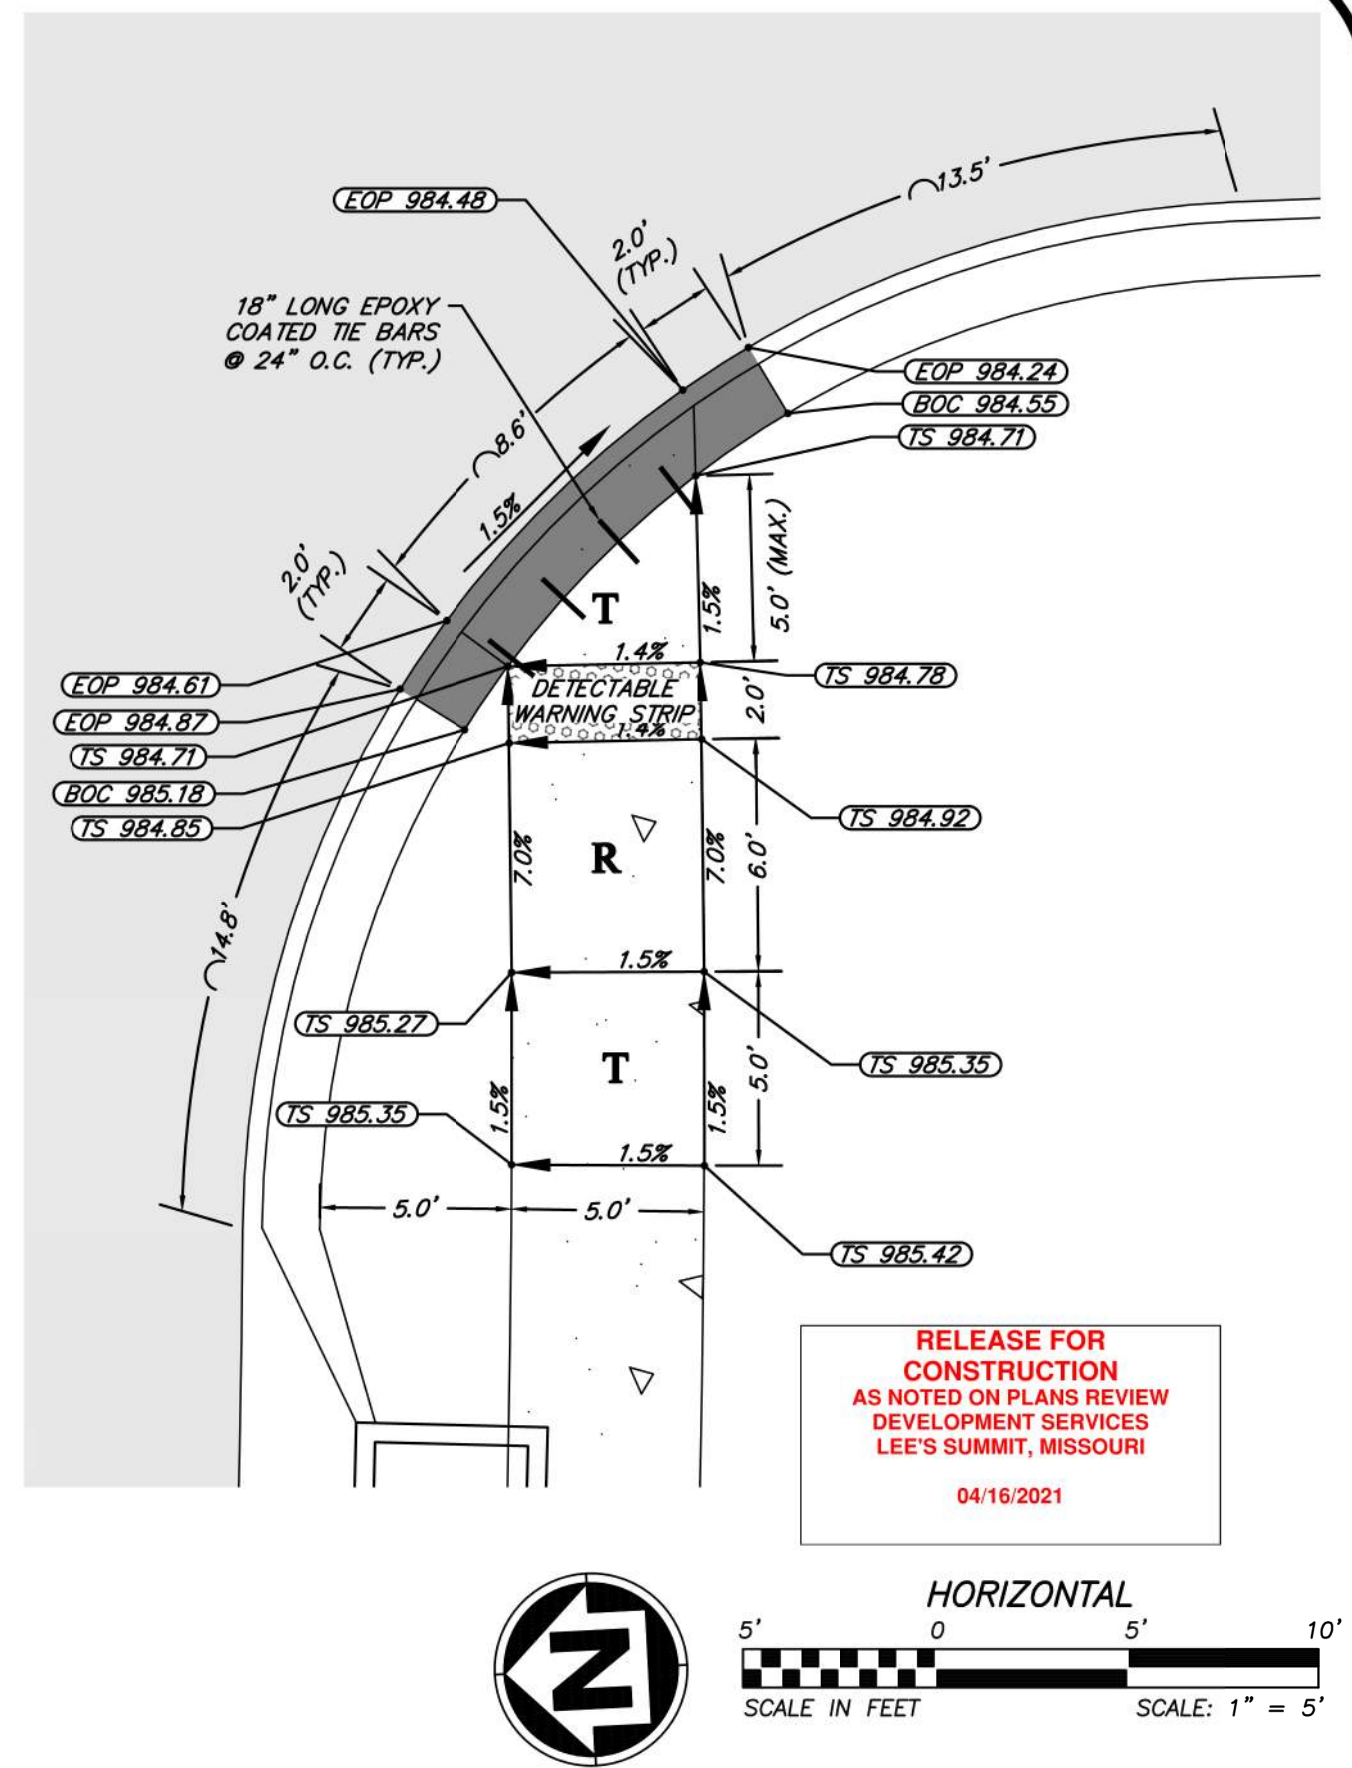 13.5'
EOP 984.48
2.0'
(TYP.)
18" LONG EPOXY
COATED TIE BARS
@ 24" O.C. (TYP.)
EOP 984.24
BOC 984.55
TS 984.71
8.6'
1.5%
5.0' (MAX.)
2.0'
(TYP.)
1.5%
T
1.4%
TS 984.78
EOP 984.61
DETECTABLE
WARNING STRIP
2.0'
EOP 984.87
1.4%
TS 984.71
BOC 985.18
TS 984.85
TS 984.92
7.0%
R
7.0%
6.0'
14.8'
1.5%
TS 985.27
TS 985.35
T
5.0'
1.5%
1.5%
TS 985.35
1.5%
5.0'
5.0'
TS 985.42
RELEASE FOR
CONSTRUCTION
AS NOTED ON PLANS REVIEW
DEVELOPMENT SERVICES
LEE'S SUMMIT, MISSOURI
04/16/2021
N
HORIZONTAL
5' 0 5' 10'
SCALE IN FEET SCALE: 1" = 5'